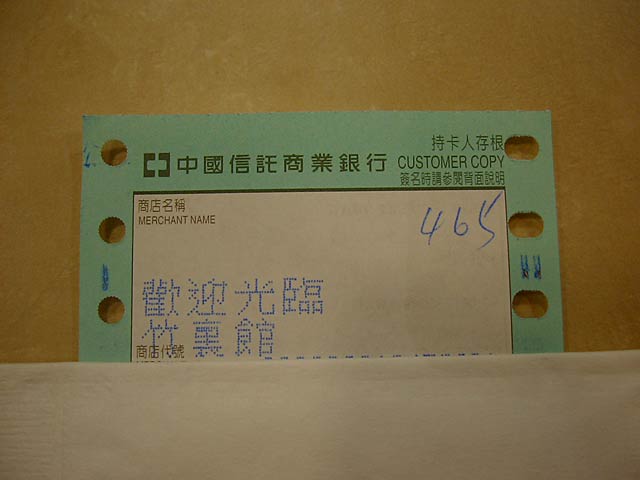 持卡人存根
中國信託商業銀行 CUSTOMER COPY
簽名時請參閱背面說明
商店名稱
MERCHANT NAME
465
歡迎光臨
竹裏館
商店代號